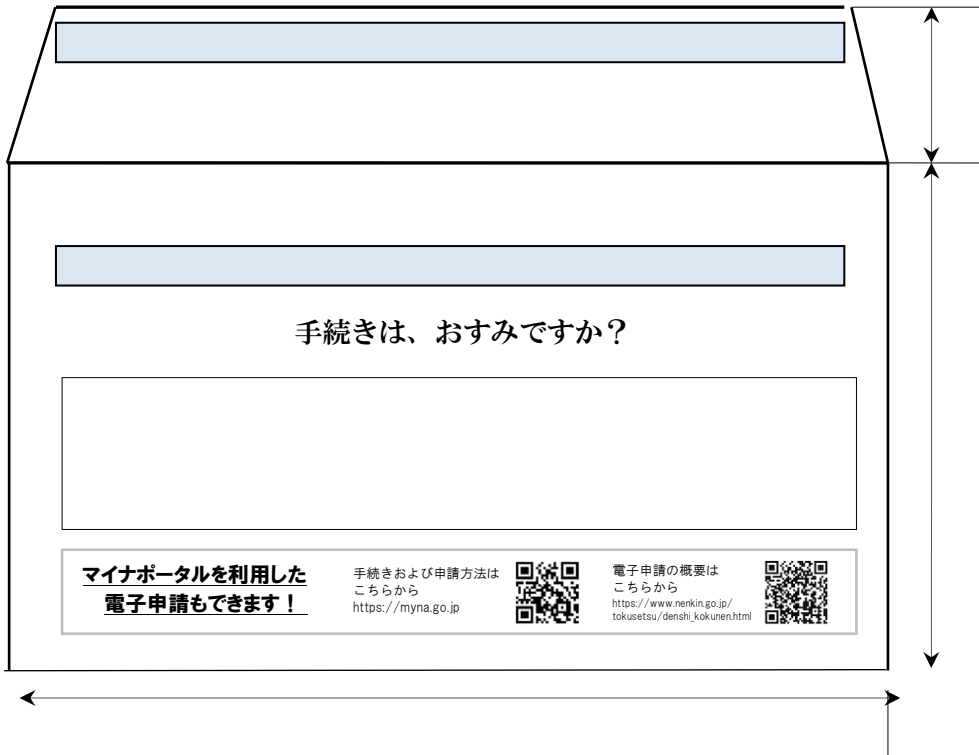 手続きは、おすみですか？
マイナポータルを利用した
電子申請もできます！
手続きおよび申請方法は
こちらから
https://myna.go.jp
電子申請の概要は
こちらから
https://www.nenkin.go.jp/
tokusetsu/denshi_kokunen.html